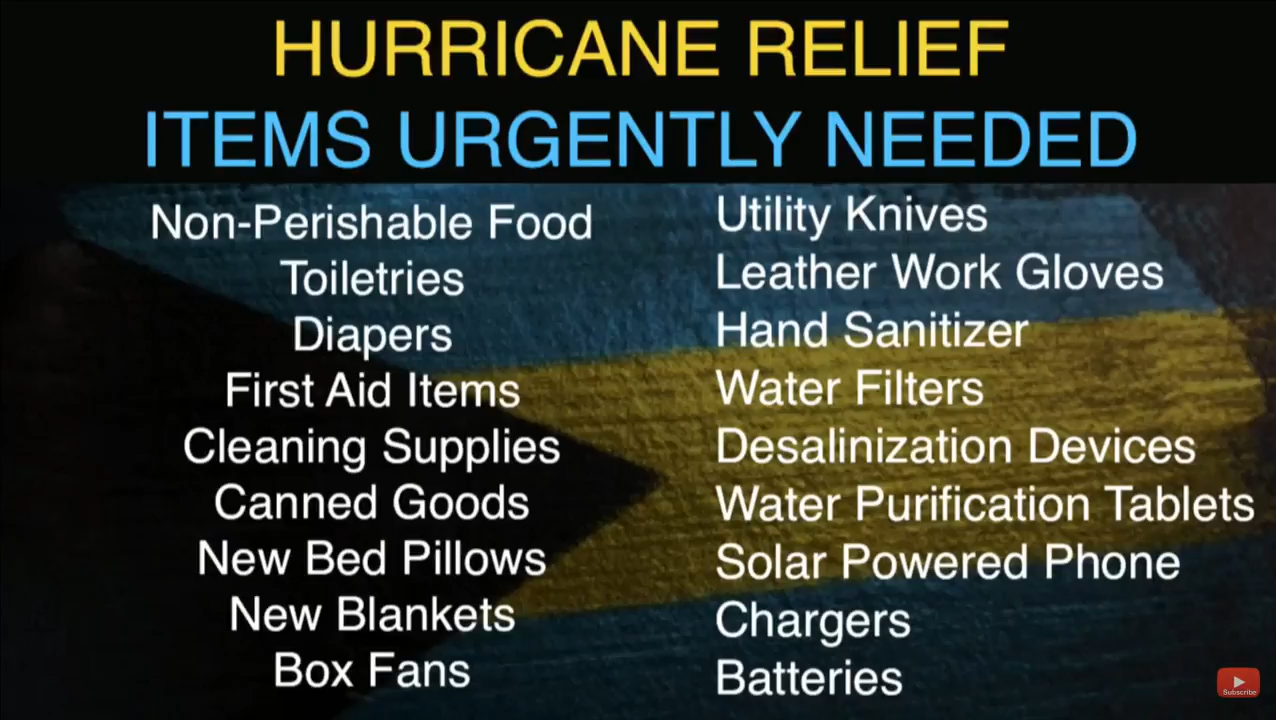 HURRICANE RELIEF
ITEMS URGENTLY NEEDED
Non-Perishable Food
Toiletries
Diapers
First Aid Items
Cleaning Supplies
Canned Goods
New Bed Pillows
New Blankets
Box Fans
Utility Knives
Leather Work Gloves
Hand Sanitizer
Water Filters
Desalinization Devices
Water Purification Tablets
Solar Powered Phone
Chargers
Batteries
Subscribe